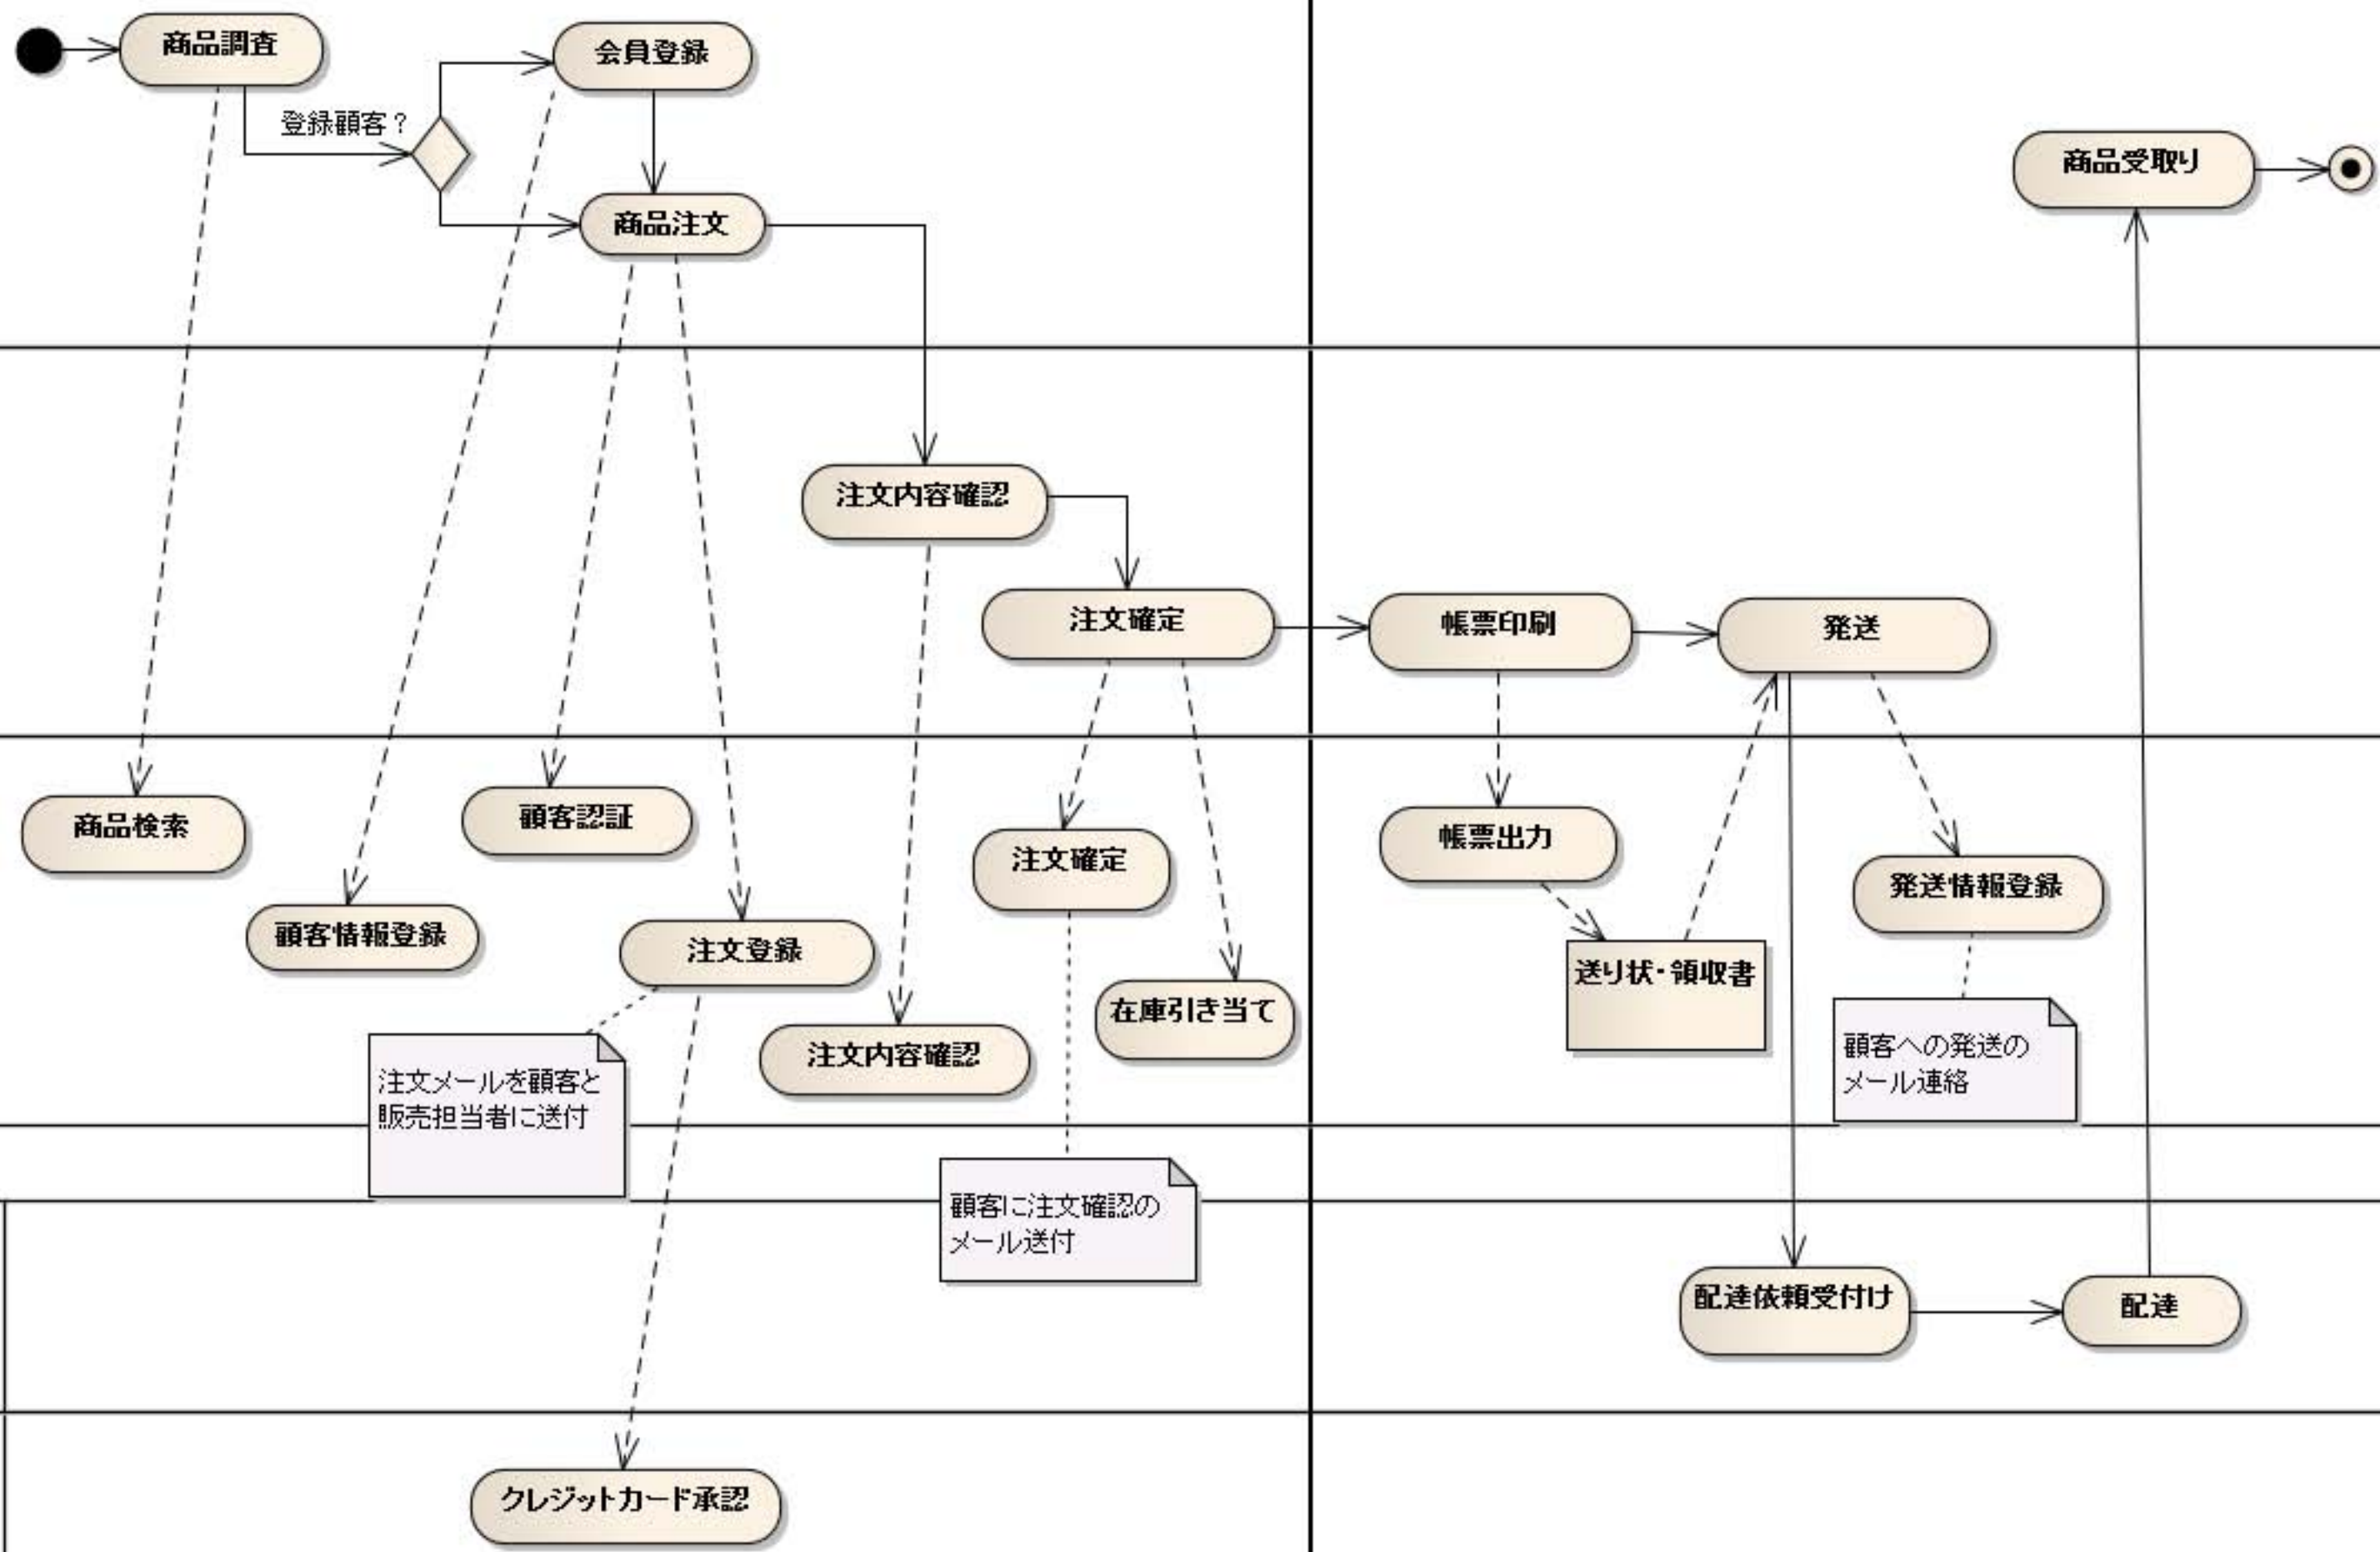 商品調査
会員登録
登録顧客？
商品受取り
商品注文
注文内容確認
注文確定
帳票印刷
発送
商品検索
顧客認証
帳票出力
注文確定
発送情報登録
顧客情報登録
注文登録
送り状・領収書
在庫引き当て
注文内容確認
顧客への発送の
メール連絡
注文メールを顧客と
販売担当者に送付
顧客に注文確認の
メール送付
配達依頼受付け
配達
クレジットカード承認